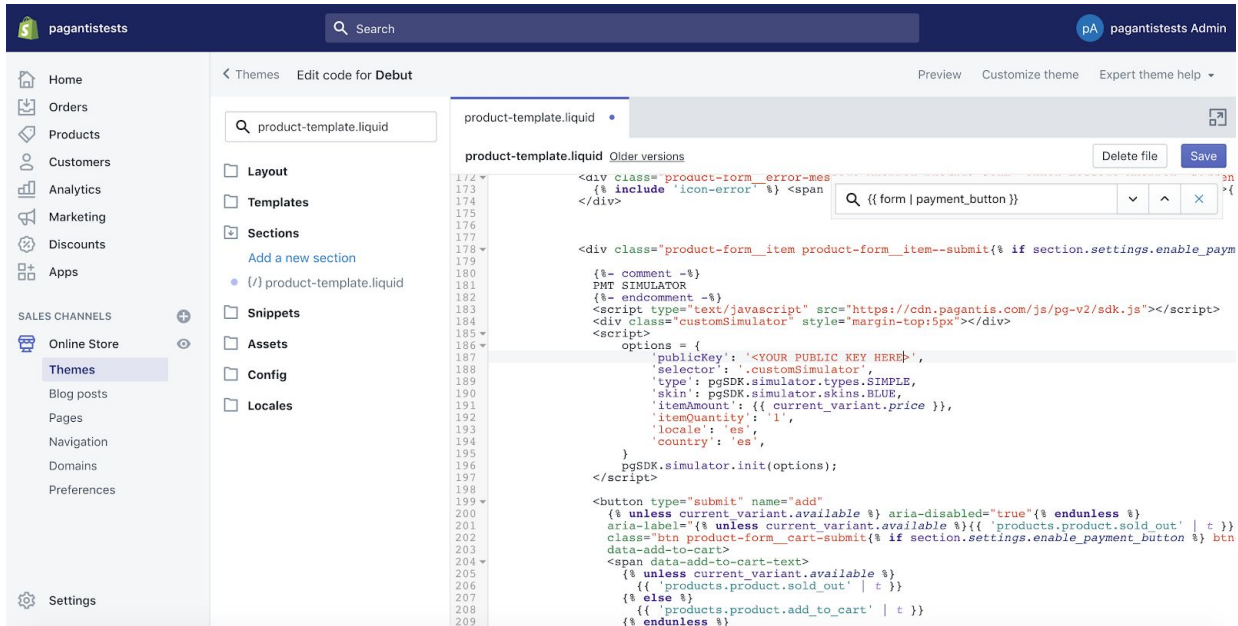 pagantistests
Search
pA pagantistests Admin
Home
Orders
Products
Customers
Analytics
Marketing
Discounts
Apps
SALES CHANNELS
Online Store
Themes
Blog posts
Pages
Navigation
Domains
Preferences
Settings
Themes Edit code for Debut
Preview Customize theme Expert theme help
product-template.liquid
Layout
Templates
Sections
Add a new section
{/} product-template.liquid
Snippets
Assets
Config
Locales
product-template.liquid
product-template.liquid Older versions
Delete file Save
{{ form | payment_button }}
172 <div class="product-form__error-mes
173 {% include 'icon-error' %} <span
174 </div>
175
176
177
178 <div class="product-form__item product-form__item--submit{% if section.settings.enable_paym
179
180 {%- comment -%}
181 PMT SIMULATOR
182 {%- endcomment -%}
183 <script type="text/javascript" src="https://cdn.pagantis.com/js/pg-v2/sdk.js"></script>
184 <div class="customSimulator" style="margin-top:5px"></div>
185 <script>
186 options = {
187 'publicKey': '<YOUR PUBLIC KEY HERE>',
188 'selector': '.customSimulator',
189 'type': pgSDK.simulator.types.SIMPLE,
190 'skin': pgSDK.simulator.skins.BLUE,
191 'itemAmount': {{ current_variant.price }},
192 'itemQuantity': '1',
193 'locale': 'es',
194 'country': 'es',
195 }
196 pgSDK.simulator.init(options);
197 </script>
198
199 <button type="submit" name="add"
200 {% unless current_variant.available %} aria-disabled="true"{% endunless %}
201 aria-label="{% unless current_variant.available %}{{ 'products.product.sold_out' | t }}
202 class="btn product-form__cart-submit{% if section.settings.enable_payment_button %} btn
203 data-add-to-cart>
204 <span data-add-to-cart-text>
205 {% unless current_variant.available %}
206 {{ 'products.product.sold_out' | t }}
207 {% else %}
208 {{ 'products.product.add_to_cart' | t }}
209 {% endunless %}